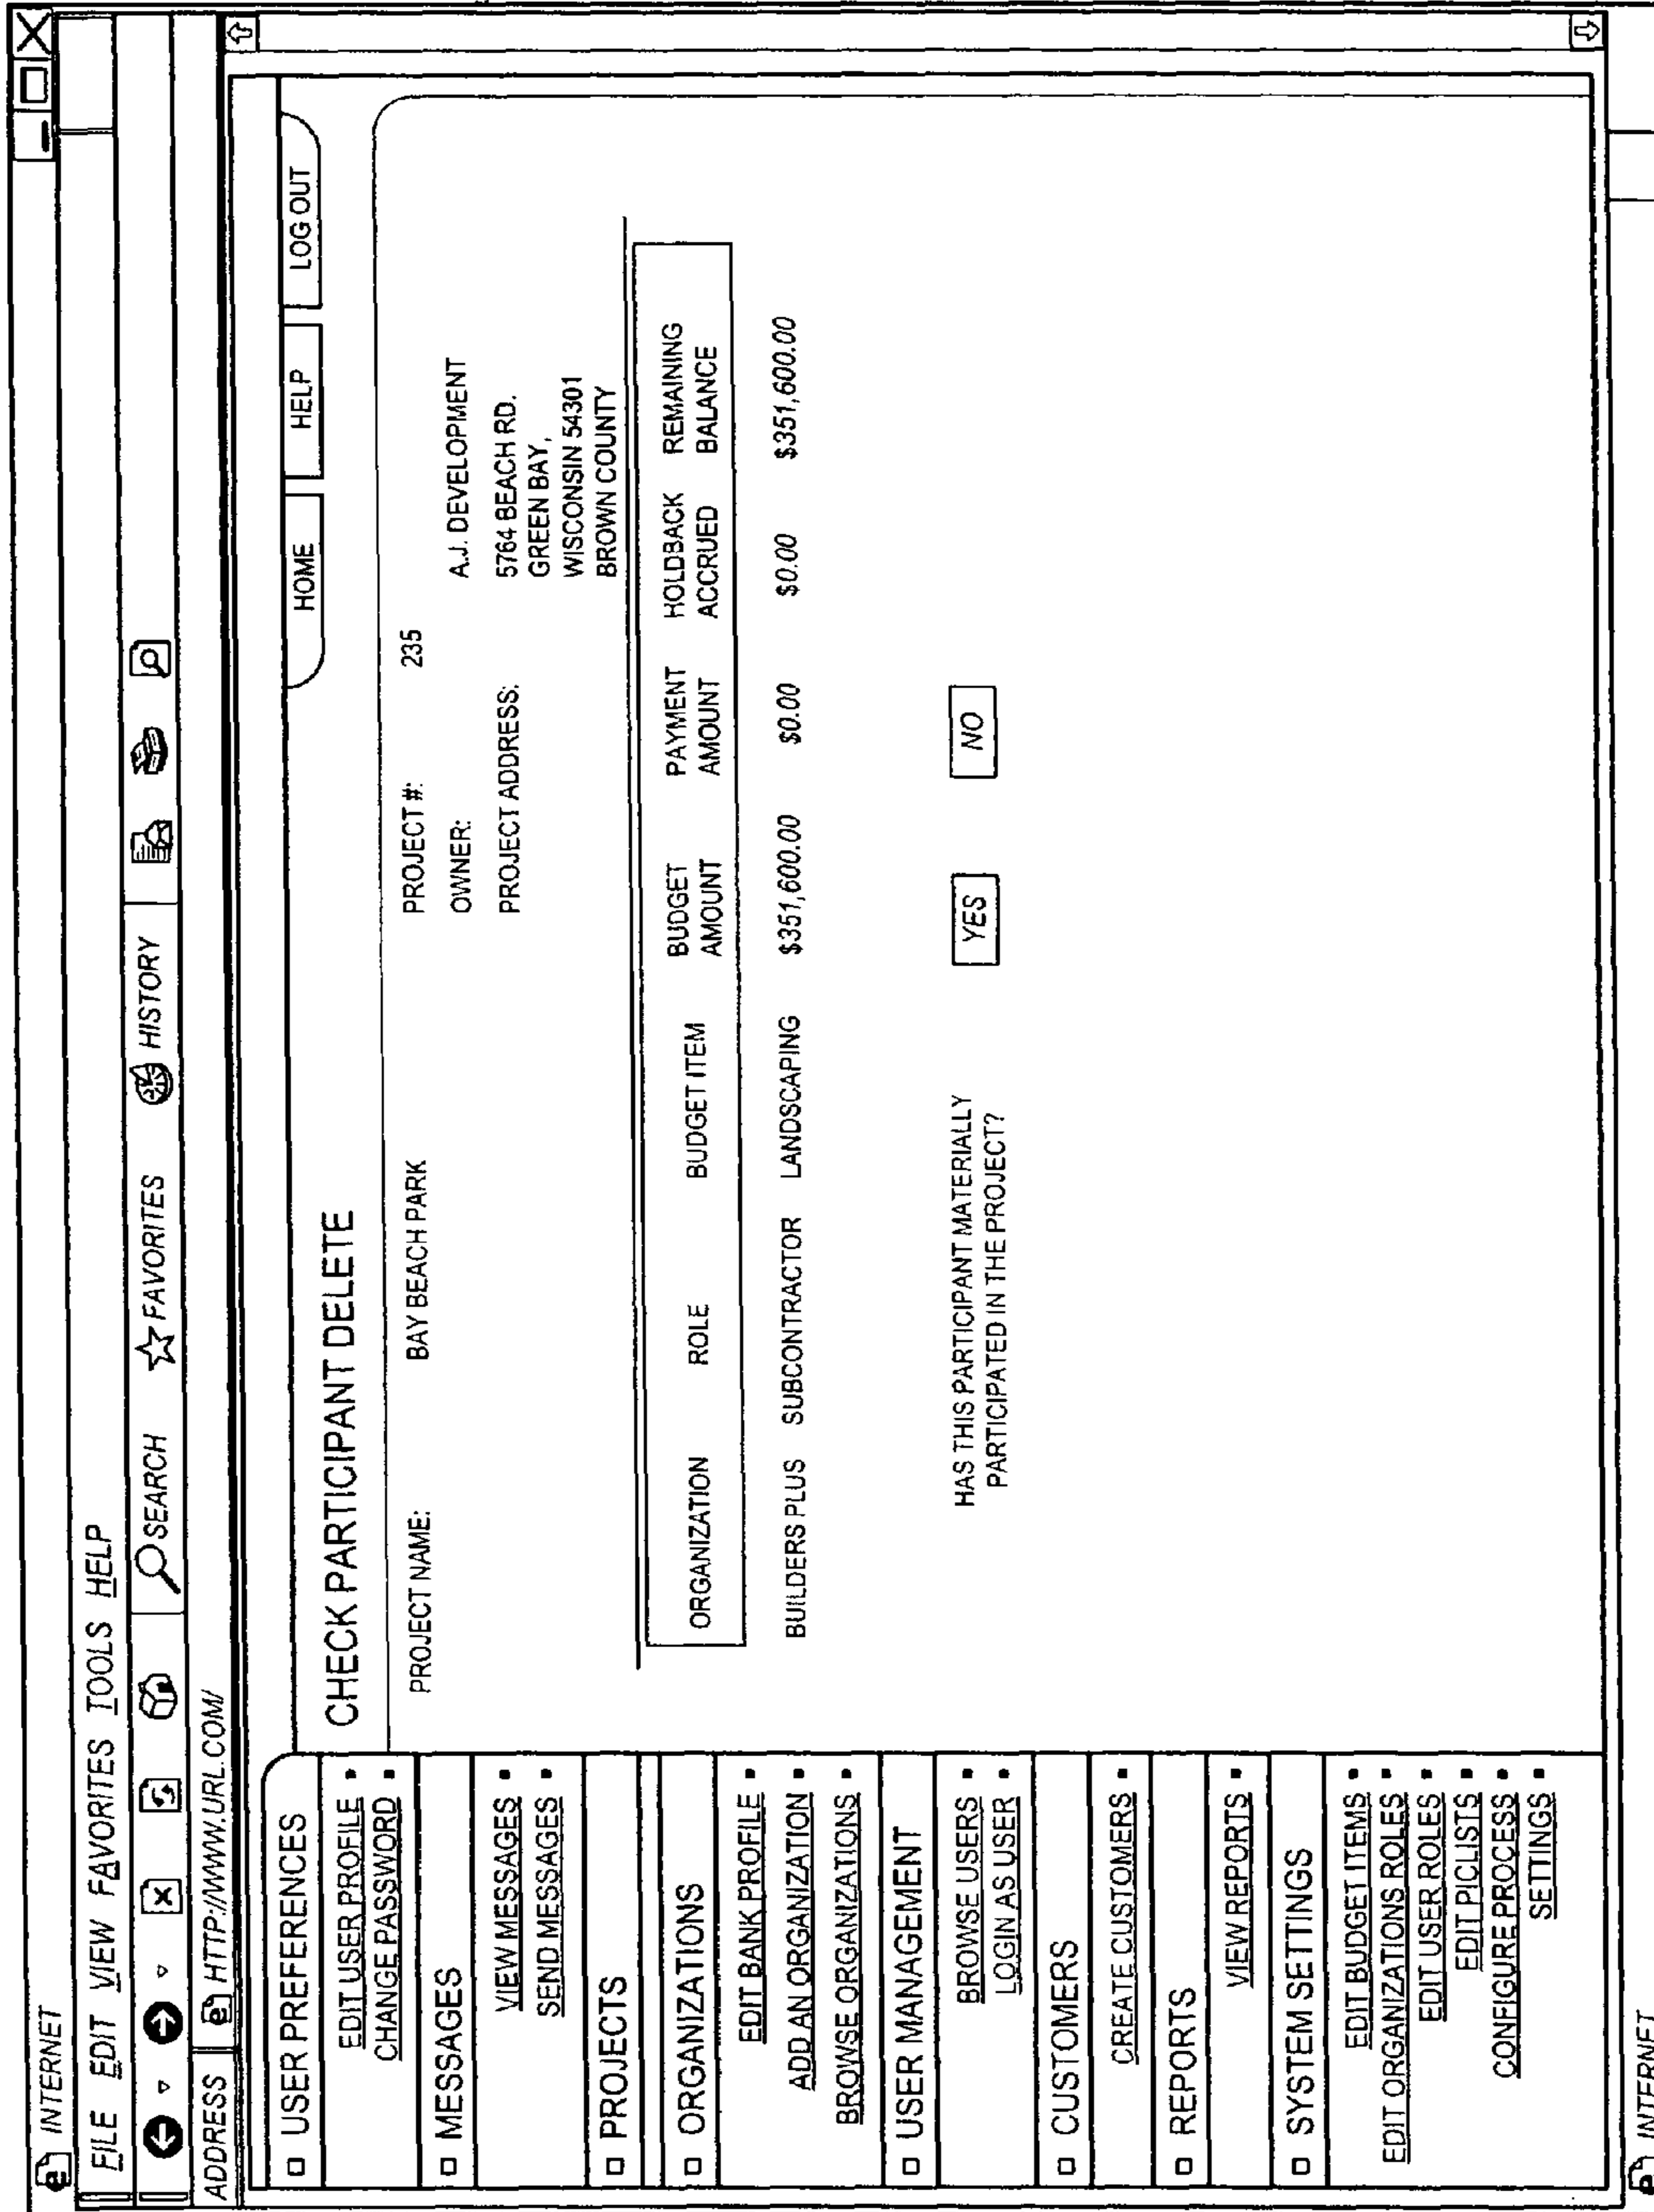 INTERNET
FILE EDIT VIEW FAVORITES TOOLS HELP
SEARCH FAVORITES HISTORY
ADDRESS HTTP://WWW.URL.COM/
HOME HELP LOG OUT
USER PREFERENCES
EDIT USER PROFILE
CHANGE PASSWORD
MESSAGES
VIEW MESSAGES
SEND MESSAGES
PROJECTS
ORGANIZATIONS
EDIT BANK PROFILE
ADD AN ORGANIZATION
BROWSE ORGANIZATIONS
USER MANAGEMENT
BROWSE USERS
LOGIN AS USER
CUSTOMERS
CREATE CUSTOMERS
REPORTS
VIEW REPORTS
SYSTEM SETTINGS
EDIT BUDGET ITEMS
EDIT ORGANIZATIONS ROLES
EDIT USER ROLES
EDIT PICLISTS
CONFIGURE PROCESS
SETTINGS
CHECK PARTICIPANT DELETE
PROJECT NAME: BAY BEACH PARK PROJECT #: 235
OWNER: A.J. DEVELOPMENT
PROJECT ADDRESS: 5764 BEACH RD.
GREEN BAY,
WISCONSIN 54301
BROWN COUNTY
BUDGET PAYMENT HOLDBACK REMAINING
ORGANIZATION ROLE BUDGET ITEM AMOUNT AMOUNT ACCRUED BALANCE
BUILDERS PLUS SUBCONTRACTOR LANDSCAPING $351,600.00 $0.00 $0.00 $351,600.00
HAS THIS PARTICIPANT MATERIALLY YES NO
PARTICIPATED IN THE PROJECT?
INTERNET